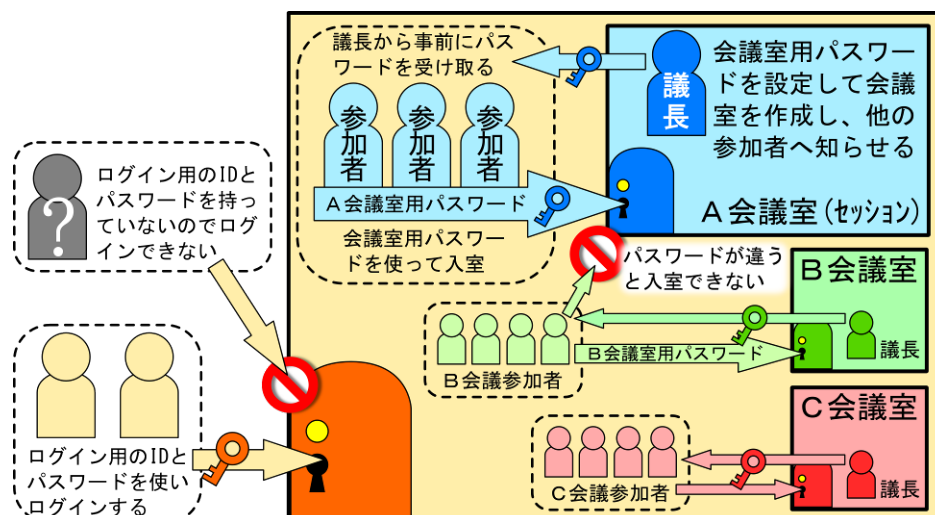 議長から事前にパス
ワードを受け取る
参加者
参加者
参加者
A会議室用パスワード
会議室用パスワー
ドを使って入室
議長
会議室用パスワー
ドを設定して会議
室を作成し、他の
参加者へ知らせる
A会議室(セッション)
?
ログイン用のIDと
パスワードを持っ
ていないのでログ
インできない
パスワードが違う
と入室できない
B会議室
議長
B会議室用パスワード
B会議参加者
C会議室
議長
C会議参加者
ログイン用のIDと
パスワードを使い
ログインする